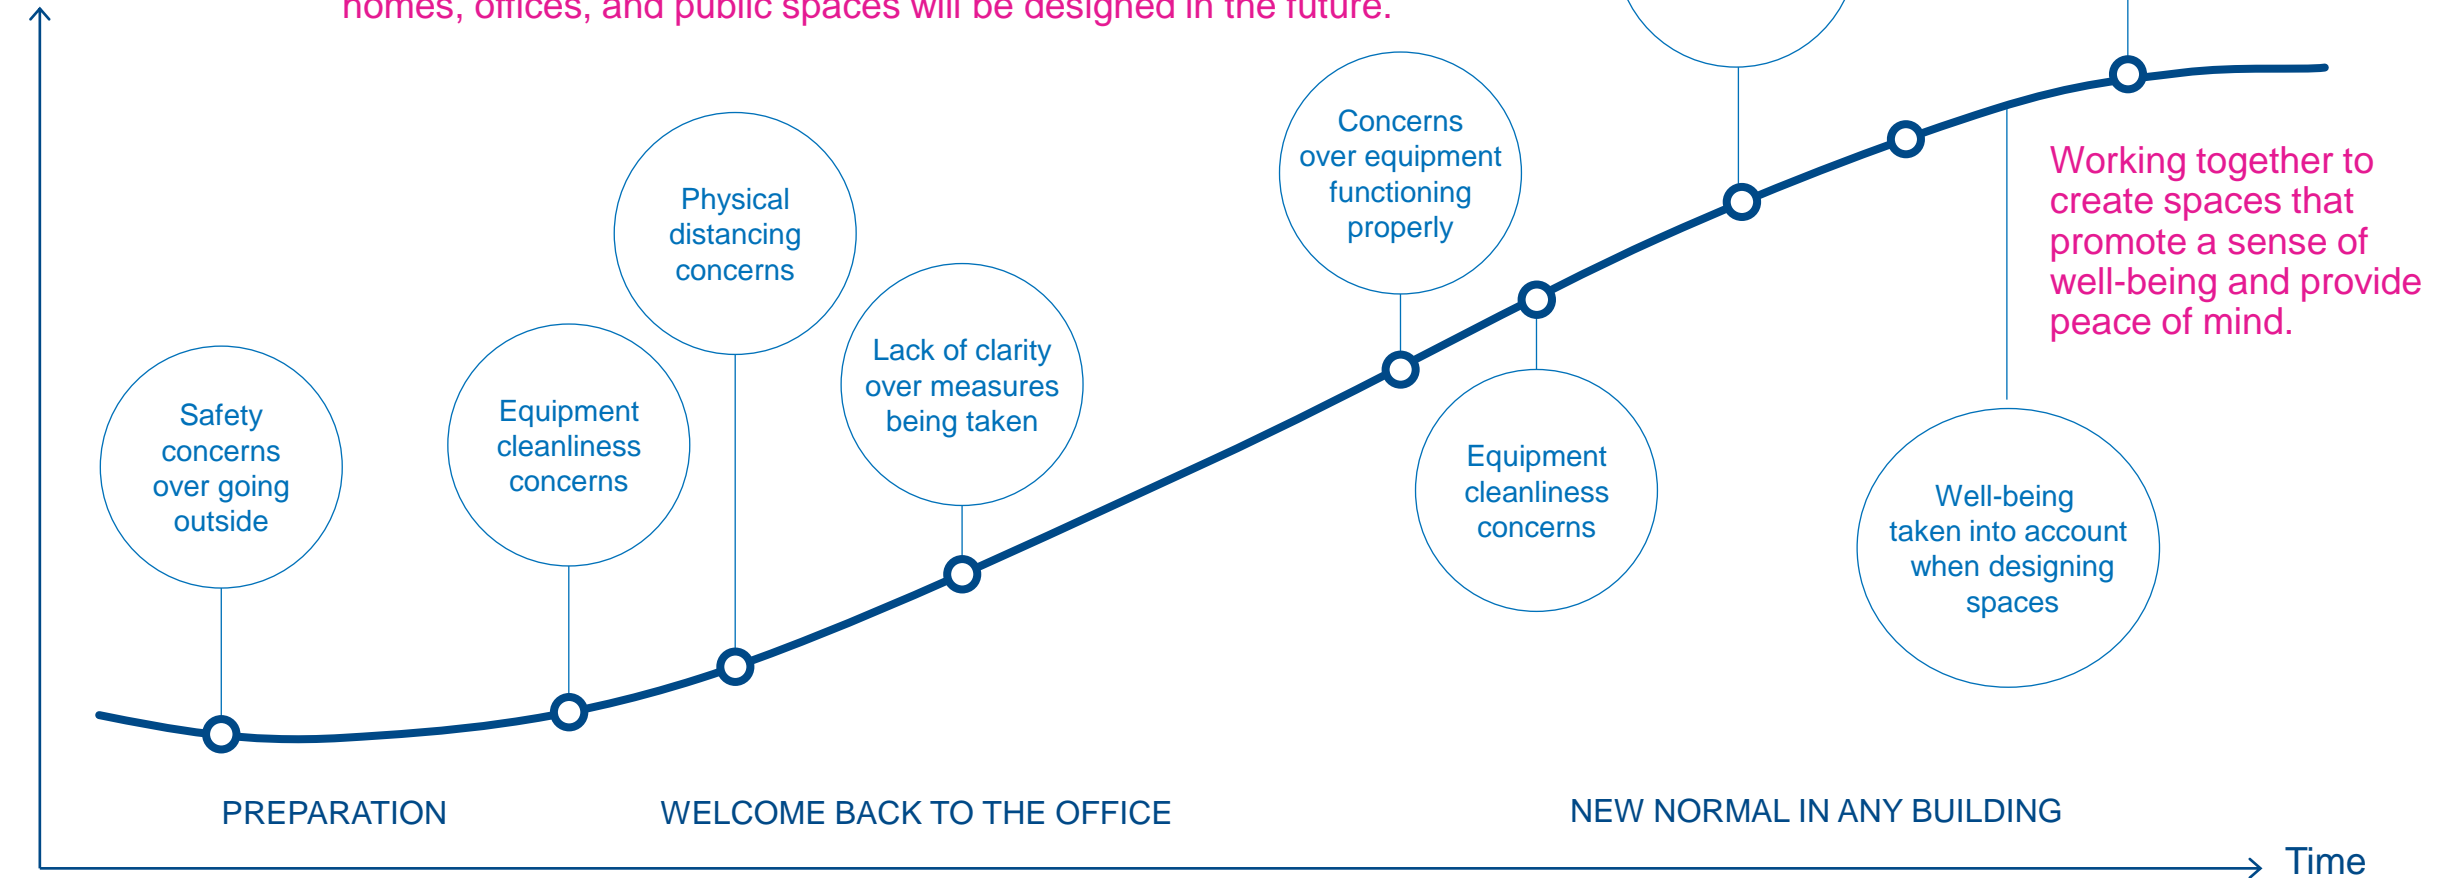 homes, offices, and public spaces will be designed in the future.
Concerns
over equipment
functioning
properly
Physical
distancing
concerns
Working together to
create spaces that
promote a sense of
well-being and provide
peace of mind.
Lack of clarity
over measures
being taken
Safety
concerns
over going
outside
Equipment
cleanliness
concerns
Equipment
cleanliness
concerns
Well-being
taken into account
when designing
spaces
PREPARATION
WELCOME BACK TO THE OFFICE
NEW NORMAL IN ANY BUILDING
Time